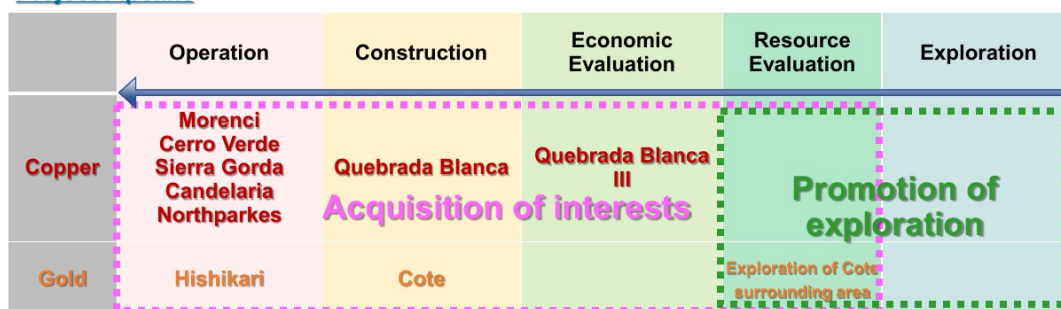 Operation
Construction
Economic
Evaluation
Resource
Evaluation
Exploration
Copper
Morenci
Cerro Verde
Sierra Gorda
Candelaria
Northparkes
Quebrada Blanca
Quebrada Blanca
III
Acquisition of interests
Promotion of
exploration
Gold
Hishikari
Cote
Exploration of Cote
surrounding area